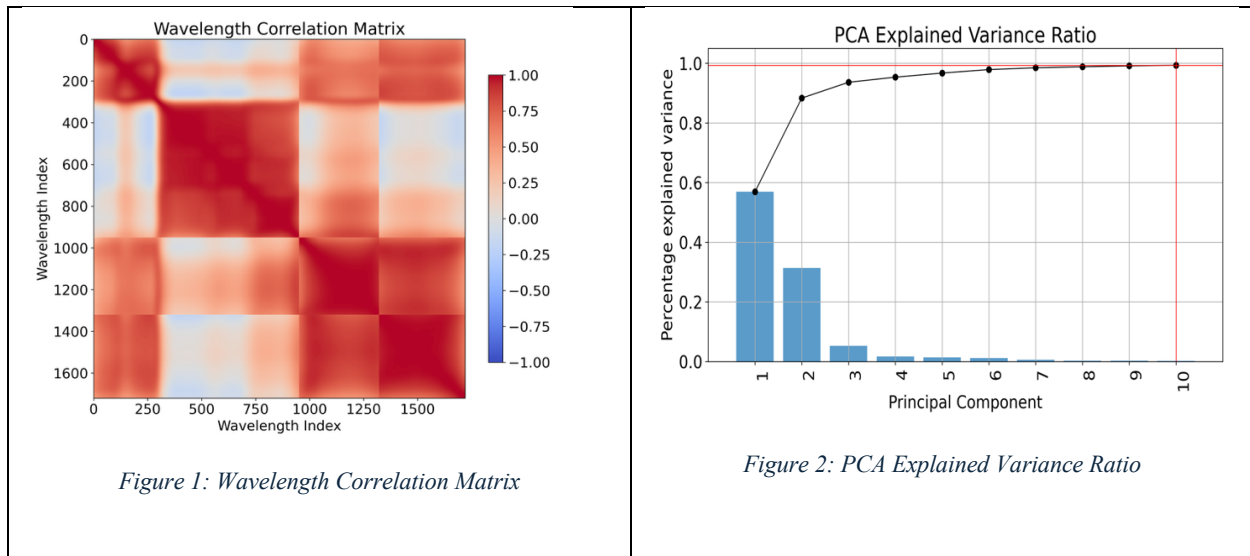 Wavelength Correlation Matrix
0
200
400
600
800
1000
1200
1400
1600
Wavelength Index
0 250 500 750 1000 1250 1500
Wavelength Index
1.00
0.75
0.50
0.25
0.00
−0.25
−0.50
−0.75
−1.00
Figure 1: Wavelength Correlation Matrix
PCA Explained Variance Ratio
1.0
0.8
0.6
0.4
0.2
0.0
Percentage explained variance
1 2 3 4 5 6 7 8 9 10
Principal Component
Figure 2: PCA Explained Variance Ratio